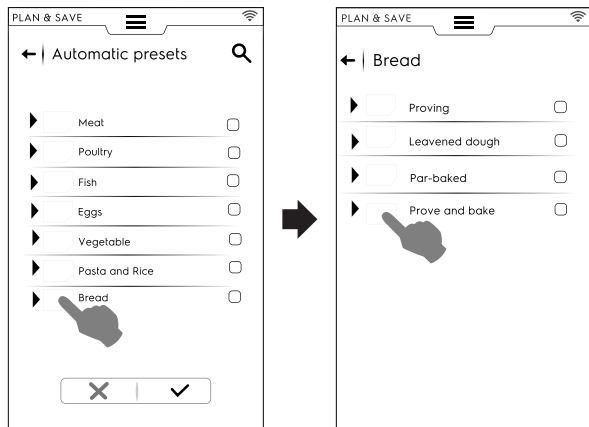 PLAN & SAVE
Automatic presets
Meat
Poultry
Fish
Eggs
Vegetable
Pasta and Rice
Bread
PLAN & SAVE
Bread
Proving
Leavened dough
Par-baked
Prove and bake